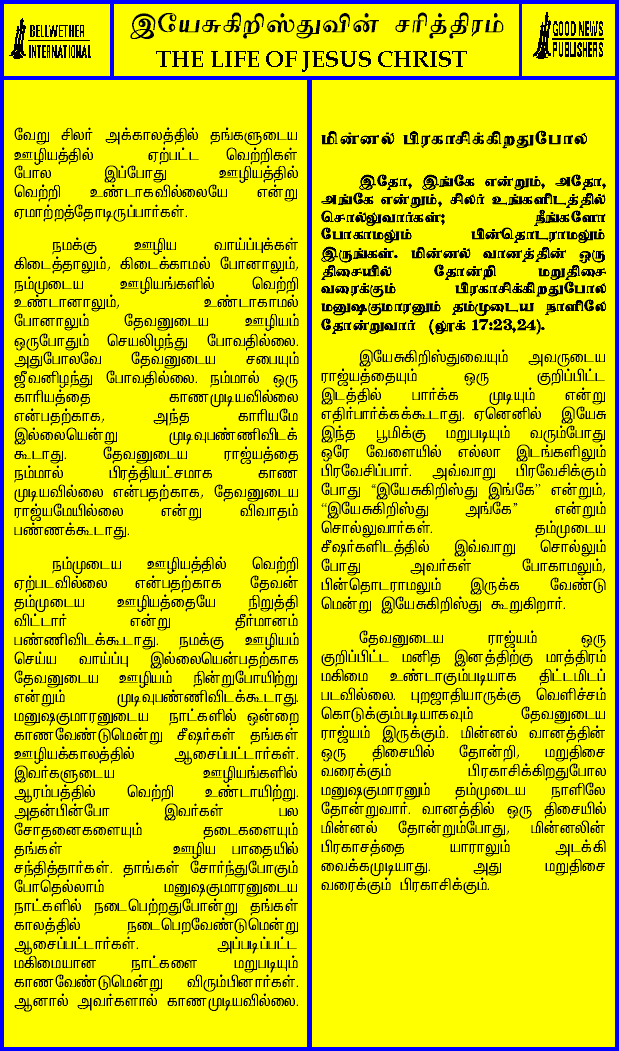 BELLWETHER
INTERNATIONAL
இயேசுகிறிஸ்துவின் சரித்திரம்
THE LIFE OF JESUS CHRIST
GOOD NEWS
PUBLISHERS
வேறு சிலர் அக்காலத்தில் தங்களுடைய
ஊழியத்தில் ஏற்பட்ட வெற்றிகள்
போல இப்போது ஊழியத்தில்
வெற்றி உண்டாகவில்லையே என்று
ஏமாற்றத்தோடிருப்பார்கள்.
நமக்கு ஊழிய வாய்ப்புக்கள்
கிடைத்தாலும், கிடைக்காமல் போனாலும்,
நம்முடைய ஊழியங்களில் வெற்றி
உண்டானாலும், உண்டாகாமல்
போனாலும் தேவனுடைய ஊழியம்
ஒருபோதும் செயலிழந்து போவதில்லை.
அதுபோலவே தேவனுடைய சபையும்
ஜீவனிழந்து போவதில்லை. நம்மால் ஒரு
காரியத்தை காணமுடியவில்லை
என்பதற்காக, அந்த காரியமே
இல்லையென்று முடிவுபண்ணிவிடக்
கூடாது. தேவனுடைய ராஜ்யத்தை
நம்மால் பிரத்தியட்சமாக காண
முடியவில்லை என்பதற்காக, தேவனுடைய
ராஜ்யமேயில்லை என்று விவாதம்
பண்ணக்கூடாது.
நம்முடைய ஊழியத்தில் வெற்றி
ஏற்படவில்லை என்பதற்காக தேவன்
தம்முடைய ஊழியத்தையே நிறுத்தி
விட்டார் என்று தீர்மானம்
பண்ணிவிடக்கூடாது. நமக்கு ஊழியம்
செய்ய வாய்ப்பு இல்லையென்பதற்காக
தேவனுடைய ஊழியம் நின்றுபோயிற்று
என்றும் முடிவுபண்ணிவிடக்கூடாது.
மனுஷகுமாரனுடைய நாட்களில் ஒன்றை
காணவேண்டுமென்று சீஷர்கள் தங்கள்
ஊழியக்காலத்தில் ஆசைப்பட்டார்கள்.
இவர்களுடைய ஊழியங்களில்
ஆரம்பத்தில் வெற்றி உண்டாயிற்று.
அதன்பின்போ இவர்கள் பல
சோதனைகளையும் தடைகளையும்
தங்கள் ஊழிய பாதையில்
சந்தித்தார்கள். தாங்கள் சோர்ந்துபோகும்
போதெல்லாம் மனுஷகுமாரனுடைய
நாட்களில் நடைபெற்றதுபோன்று தங்கள்
காலத்தில் நடைபெறவேண்டுமென்று
ஆசைப்பட்டார்கள். அப்படிப்பட்ட
மகிமையான நாட்களை மறுபடியும்
காணவேண்டுமென்று விரும்பினார்கள்.
ஆனால் அவர்களால் காணமுடியவில்லை.
மின்னல் பிரகாசிக்கிறதுபோல
இதோ, இங்கே என்றும், அதோ,
அங்கே என்றும், சிலர் உங்களிடத்தில்
சொல்லுவார்கள்; நீங்களோ
போகாமலும் பின்தொடராமலும்
இருங்கள். மின்னல் வானத்தின் ஒரு
திசையில் தோன்றி மறுதிசை
வரைக்கும் பிரகாசிக்கிறதுபோல
மனுஷகுமாரனும் தம்முடைய நாளிலே
தோன்றுவார் (லூக் 17:23,24).
இயேசுகிறிஸ்துவையும் அவருடைய
ராஜ்யத்தையும் ஒரு குறிப்பிட்ட
இடத்தில் பார்க்க முடியும் என்று
எதிர்பார்க்கக்கூடாது. ஏனெனில் இயேசு
இந்த பூமிக்கு மறுபடியும் வரும்போது
ஒரே வேளையில் எல்லா இடங்களிலும்
பிரவேசிப்பார். அவ்வாறு பிரவேசிக்கும்
போது “இயேசுகிறிஸ்து இங்கே” என்றும்,
“இயேசுகிறிஸ்து அங்கே” என்றும்
சொல்லுவார்கள். தம்முடைய
சீஷர்களிடத்தில் இவ்வாறு சொல்லும்
போது அவர்கள் போகாமலும்,
பின்தொடராமலும் இருக்க வேண்டு
மென்று இயேசுகிறிஸ்து கூறுகிறார்.
தேவனுடைய ராஜ்யம் ஒரு
குறிப்பிட்ட மனித இனத்திற்கு மாத்திரம்
மகிமை உண்டாகும்படியாக திட்டமிடப்
படவில்லை. புறஜாதியாருக்கு வெளிச்சம்
கொடுக்கும்படியாகவும் தேவனுடைய
ராஜ்யம் இருக்கும். மின்னல் வானத்தின்
ஒரு திசையில் தோன்றி, மறுதிசை
வரைக்கும் பிரகாசிக்கிறதுபோல
மனுஷகுமாரனும் தம்முடைய நாளிலே
தோன்றுவார். வானத்தில் ஒரு திசையில்
மின்னல் தோன்றும்போது, மின்னலின்
பிரகாசத்தை யாராலும் அடக்கி
வைக்கமுடியாது. அது மறுதிசை
வரைக்கும் பிரகாசிக்கும்.